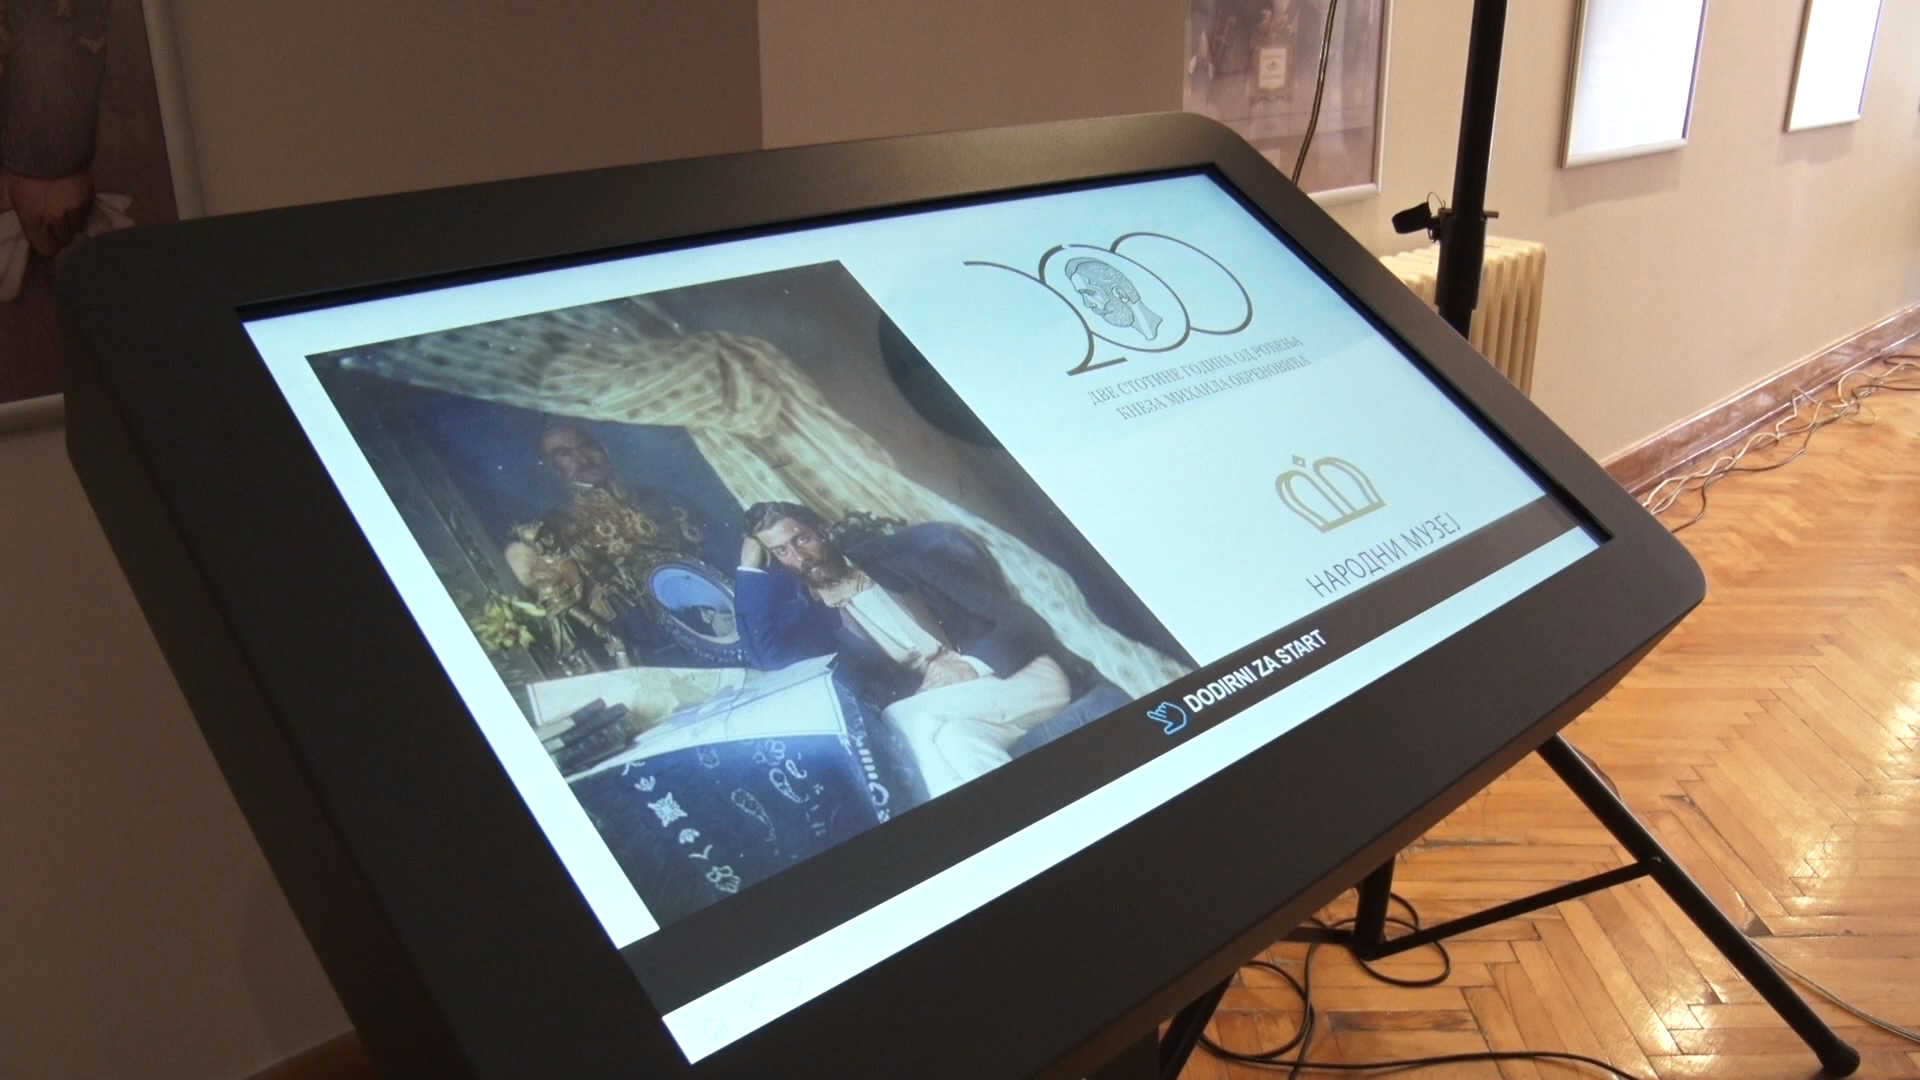 200
ДВЕ СТОТИНЕ ГОДИНА ОД РОЂЕЊА
КНЕЗА МИХАИЛА ОБРЕНОВИЋА
НАРОДНИ МУЗЕЈ
DODIRNI ZA START